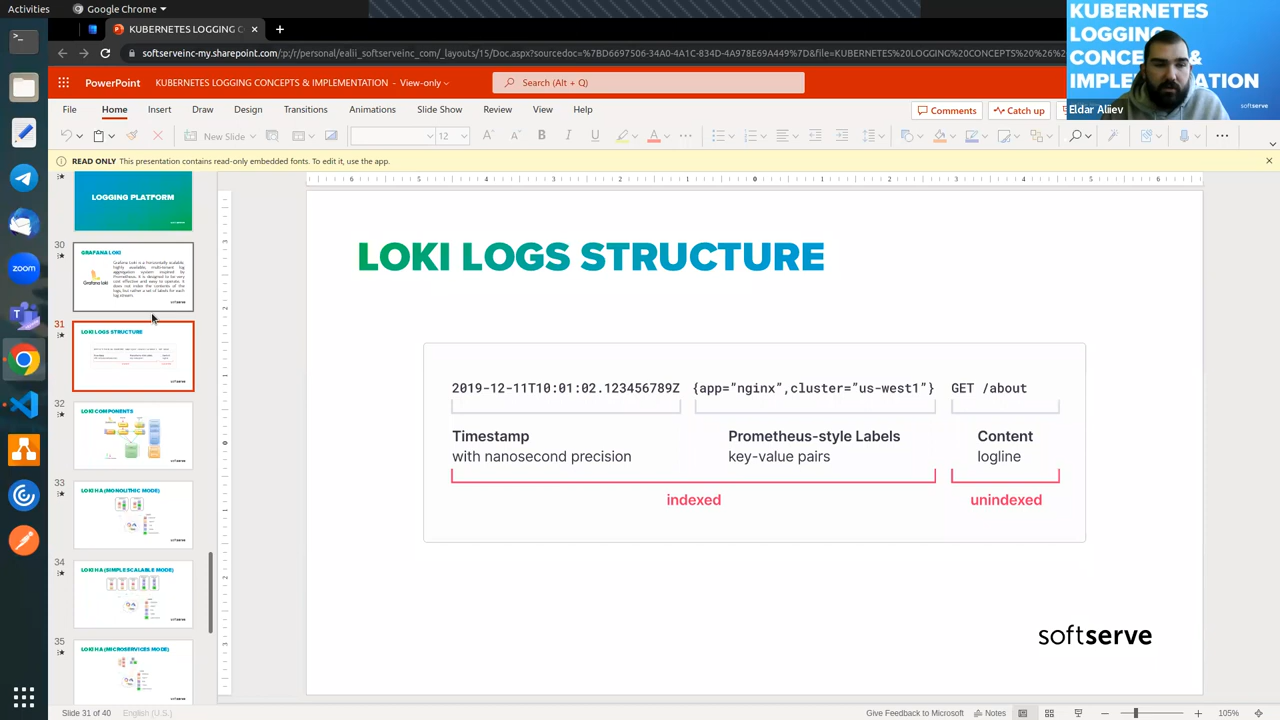 Activities
Google Chrome
KUBERNETES LOGGING C
softserveinc-my.sharepoint.com/:p:/r/personal/ealii_softserveinc_com/_layouts/15/Doc.aspx?sourcedoc=%7BD6697506-34A0-4A1C-834D-4A978E69A449%7D&file=KUBERNETES%20LOGGING%20CONCEPTS%20%26%2
KUBERNETES
LOGGING
Eldar Aliiev
softserve
PowerPoint
KUBERNETES LOGGING CONCEPTS & IMPLEMENTATION - View-only
Search (Alt + Q)
File Home Insert Draw Design Transitions Animations Slide Show Review View Help
Comments
Catch up
New Slide
12
READ ONLY This presentation contains read-only embedded fonts. To edit it, use the app.
LOGGING PLATFORM
30
GRAFANA LOKI
Grafana loki
31
LOKI LOGS STRUCTURE
32
LOKI COMPONENTS
33
LOKI HA (MONOLITHIC MODE)
34
LOKI HA (SIMPLE SCALABLE MODE)
35
LOKI HA (MICROSERVICES MODE)
LOKI LOGS STRUCTURE
2019-12-11T10:01:02.123456789Z {app="nginx",cluster="us-west1"} GET /about
Timestamp
with nanosecond precision
Prometheus-style Labels
key-value pairs
Content
logline
indexed
unindexed
softserve
zoom
Slide 31 of 40
English (U.S.)
Give Feedback to Microsoft
Notes
105%